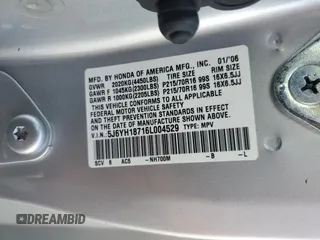 MFD. BY HONDA OF AMERICA MFG., INC. 01/06
GVWR 2020KG(4450LBS) TIRE SIZE RIM SIZE
GAWR F 1045KG(2300LBS) P215/70R16 99S 16X6.5JJ
GAWR R 1000KG(2205LBS) P215/70R16 99S 16X6.5JJ
THIS VEHICLE CONFORMS TO ALL APPLICABLE
FEDERAL MOTOR VEHICLE SAFETY AND
THEFT PREVENTION STANDARDS IN EFFECT ON THE
DATE OF MANUFACTURE SHOWN ABOVE.
V.I.N.: 5J6YH18716L004529 TYPE: MPV
SCV 6 AC5 -NH700M -B -L
DREAMBID